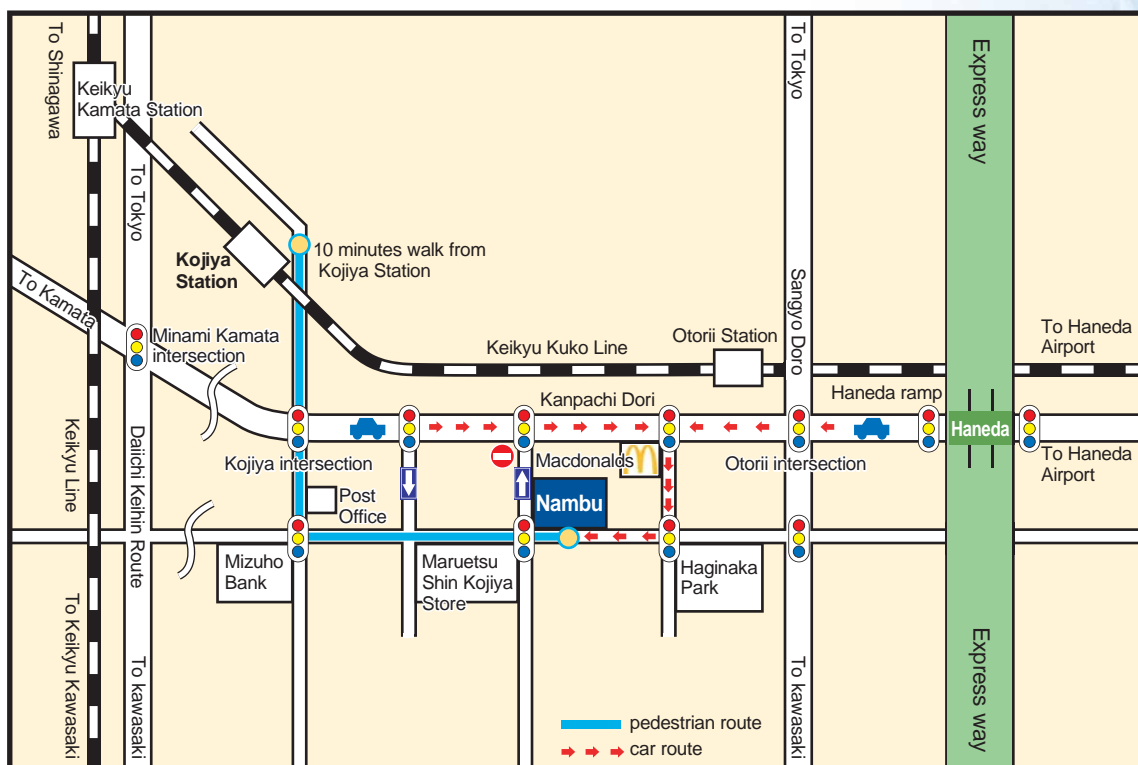 To Shinagawa
Keikyu
Kamata Station
To Tokyo
To Tokyo
Express way
Kojiya
Station
10 minutes walk from
Kojiya Station
To Kamata
Minami Kamata
intersection
Keikyu Kuko Line
Otorii Station
Sangyo Doro
To Haneda
Airport
Kanpachi Dori
Haneda ramp
Haneda
Keikyu Line
Daiichi Keihin Route
Kojiya intersection
Macdonalds
Otorii intersection
To Haneda
Airport
Post
Office
Nambu
Mizuho
Bank
Maruetsu
Shin Kojiya
Store
Haginaka
Park
To Keikyu Kawasaki
To kawasaki
To kawasaki
Express way
pedestrian route
car route